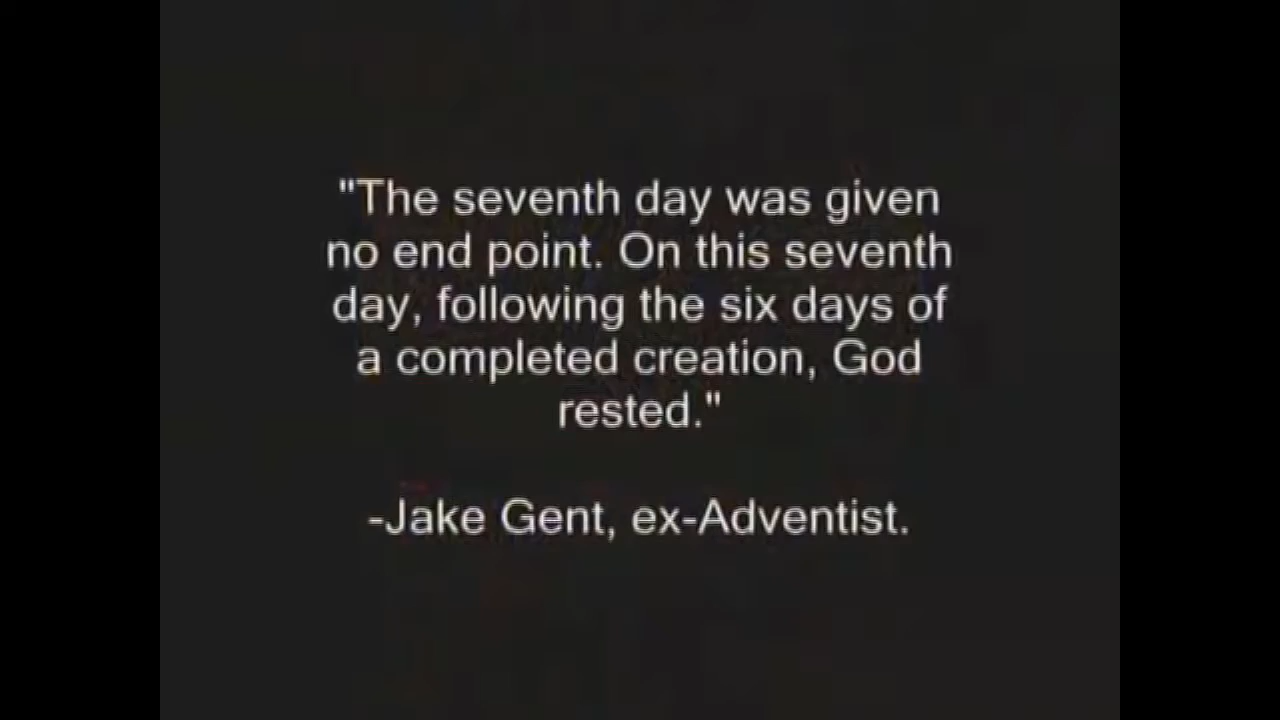 "The seventh day was given
no end point. On this seventh
day, following the six days of
a completed creation, God
rested."
-Jake Gent, ex-Adventist.